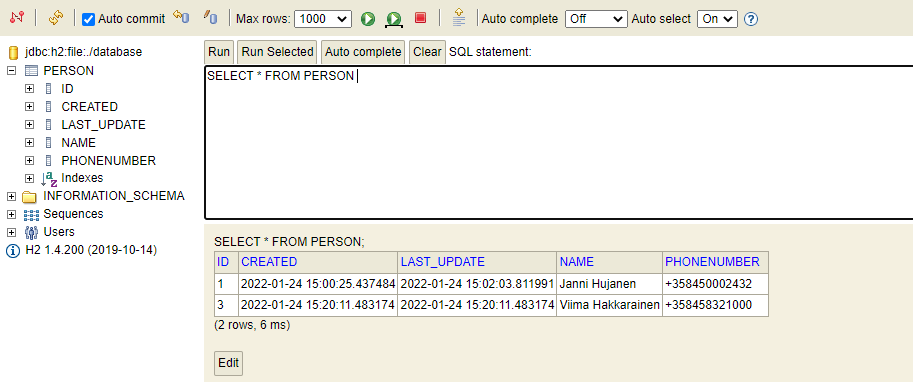 Auto commit Max rows: 1000 Auto complete Off Auto select On
jdbc:h2:file:./database
PERSON
ID
CREATED
LAST_UPDATE
NAME
PHONENUMBER
Indexes
INFORMATION_SCHEMA
Sequences
Users
H2 1.4.200 (2019-10-14)
Run Run Selected Auto complete Clear SQL statement:
SELECT * FROM PERSON
SELECT * FROM PERSON;
ID CREATED LAST_UPDATE NAME PHONENUMBER
1 2022-01-24 15:00:25.437484 2022-01-24 15:02:03.811991 Janni Hujanen +358450002432
3 2022-01-24 15:20:11.483174 2022-01-24 15:20:11.483174 Viima Hakkarainen +358458321000
(2 rows, 6 ms)
Edit